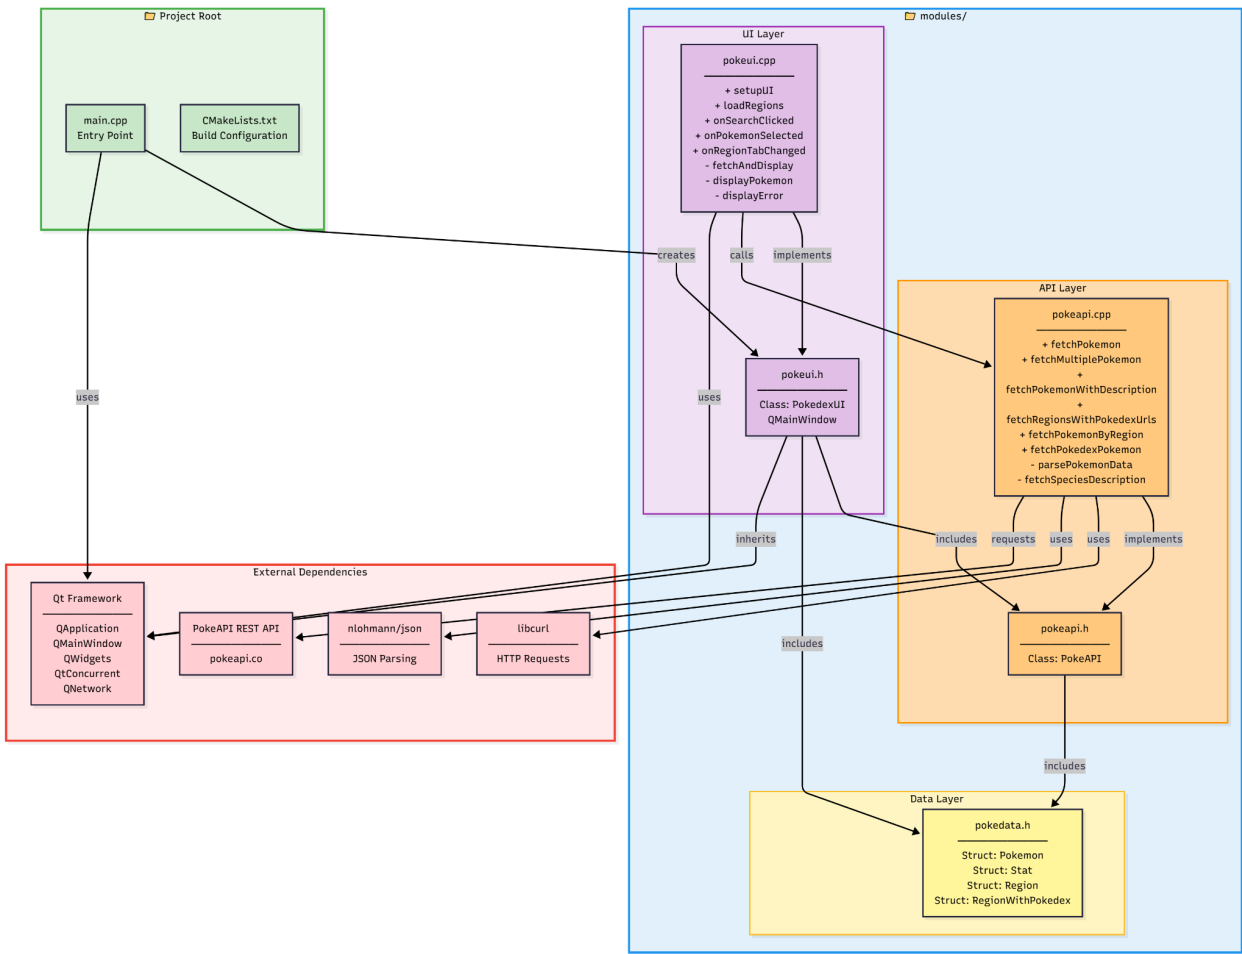 Project Root
main.cpp
Entry Point
CMakeLists.txt
Build Configuration
modules/
UI Layer
pokeui.cpp
+ setupUI
+ loadRegions
+ onSearchClicked
+ onPokemonSelected
+ onRegionTabChanged
- fetchAndDisplay
- displayPokemon
- displayError
creates
calls
implements
API Layer
pokeapi.cpp
+ fetchPokemon
+ fetchMultiplePokemon
+
fetchPokemonWithDescription
+
fetchRegionsWithPokedexUrls
+ fetchPokemonByRegion
+ fetchPokedexPokemon
- parsePokemonData
- fetchSpeciesDescription
pokeui.h
Class: PokedexUI
QMainWindow
uses
uses
inherits
includes
requests
uses
uses
implements
External Dependencies
Qt Framework
QApplication
QMainWindow
QWidgets
QtConcurrent
QNetwork
PokeAPI REST API
pokeapi.co
nlohmann/json
JSON Parsing
libcurl
HTTP Requests
includes
pokeapi.h
Class: PokeAPI
includes
Data Layer
pokedata.h
Struct: Pokemon
Struct: Stat
Struct: Region
Struct: RegionWithPokedex